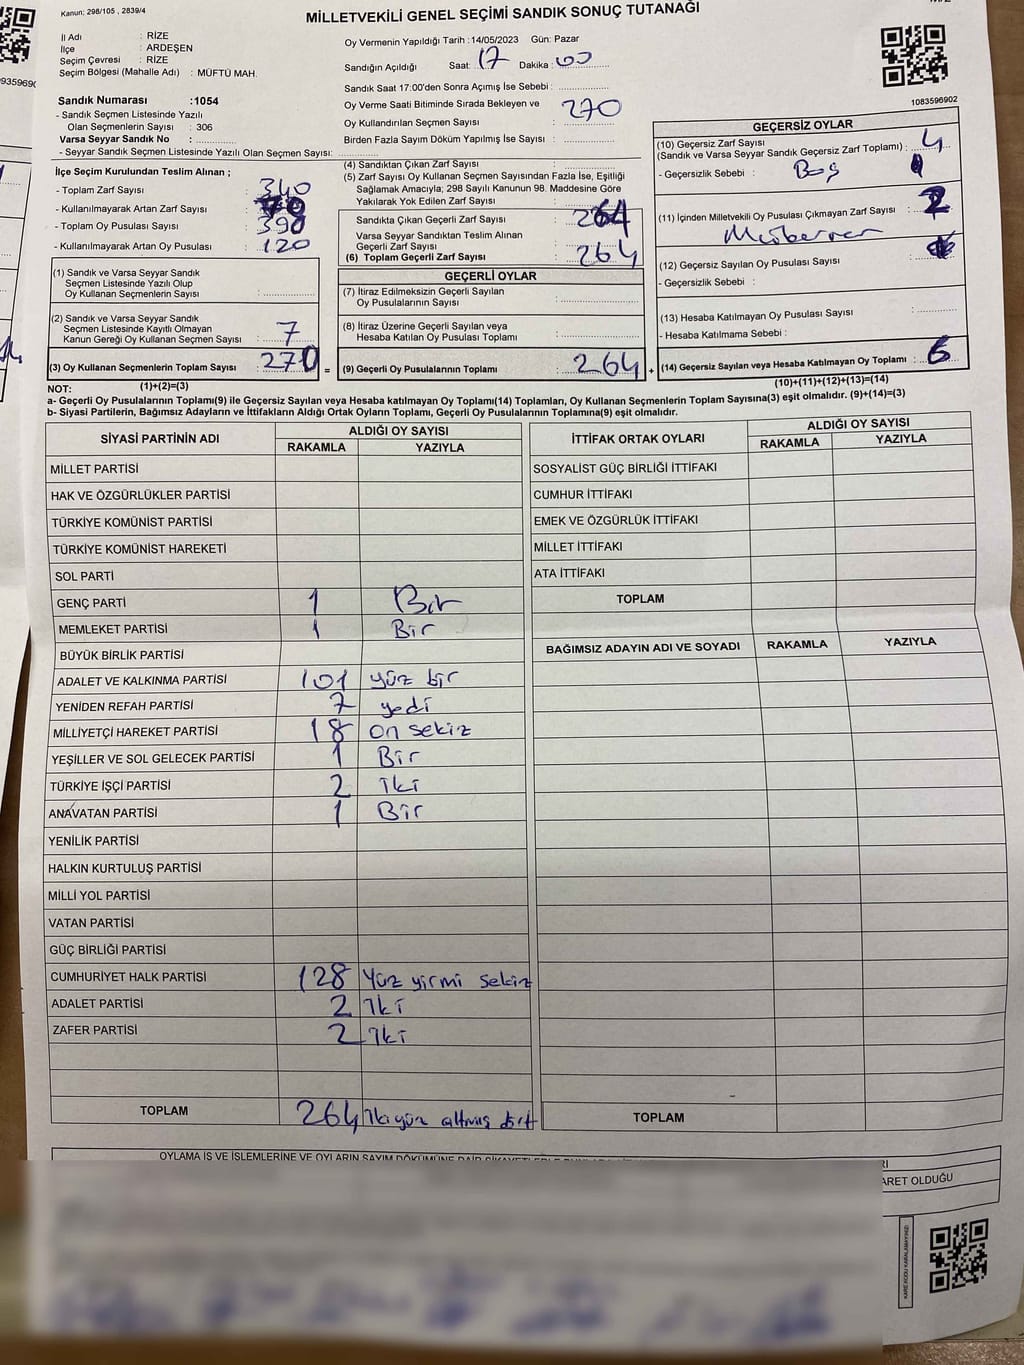 Kanun: 298/105 , 2839/4
MİLLETVEKİLİ GENEL SEÇİMİ SANDIK SONUÇ TUTANAĞI
İl Adı : RİZE
İlçe : ARDEŞEN
Seçim Çevresi : RİZE
Seçim Bölgesi (Mahalle Adı) : MÜFTÜ MAH.
Oy Vermenin Yapıldığı Tarih :14/05/2023 Gün: Pazar
Sandığın Açıldığı Saat: 17 Dakika: 00
Sandık Saat 17:00'den Sonra Açımış İse Sebebi :
Oy Verme Saati Bitiminde Sırada Bekleyen ve
Oy Kullandırılan Seçmen Sayısı : 270
Birden Fazla Sayım Döküm Yapılmış İse Sayısı :
1083596902
Sandık Numarası :1054
- Sandık Seçmen Listesinde Yazılı
Olan Seçmenlerin Sayısı : 306
Varsa Seyyar Sandık No :
- Seyyar Sandık Seçmen Listesinde Yazılı Olan Seçmen Sayısı:
İlçe Seçim Kurulundan Teslim Alınan ;
- Toplam Zarf Sayısı : 340
- Kullanılmayarak Artan Zarf Sayısı : 70
- Toplam Oy Pusulası Sayısı : 390
- Kullanılmayarak Artan Oy Pusulası : 120
(1) Sandık ve Varsa Seyyar Sandık
Seçmen Listesinde Yazılı Olup
Oy Kullanan Seçmenlerin Sayısı :
(2) Sandık ve Varsa Seyyar Sandık
Seçmen Listesinde Kayıtlı Olmayan
Kanun Gereği Oy Kullanan Seçmen Sayısı : 7
(3) Oy Kullanan Seçmenlerin Toplam Sayısı : 270 =
(4) Sandıktan Çıkan Zarf Sayısı :
(5) Zarf Sayısı Oy Kullanan Seçmen Sayısından Fazla İse, Eşitliği
Sağlamak Amacıyla; 298 Sayılı Kanunun 98. Maddesine Göre
Yakılarak Yok Edilen Zarf Sayısı :
Sandıkta Çıkan Geçerli Zarf Sayısı : 264
Varsa Seyyar Sandıktan Teslim Alınan
Geçerli Zarf Sayısı :
(6) Toplam Geçerli Zarf Sayısı : 264
GEÇERLİ OYLAR
(7) İtiraz Edilmeksizin Geçerli Sayılan
Oy Pusulalarının Sayısı :
(8) İtiraz Üzerine Geçerli Sayılan veya
Hesaba Katılan Oy Pusulası Toplamı :
(9) Geçerli Oy Pusulalarının Toplamı : 264 +
GEÇERSİZ OYLAR
(10) Geçersiz Zarf Sayısı
(Sandık ve Varsa Seyyar Sandık Geçersiz Zarf Toplamı) : 4
- Geçersizlik Sebebi : Boş
(11) İçinden Milletvekili Oy Pusulası Çıkmayan Zarf Sayısı : 2
(12) Geçersiz Sayılan Oy Pusulası Sayısı :
- Geçersizlik Sebebi :
(13) Hesaba Katılmayan Oy Pusulası Sayısı :
- Hesaba Katılmama Sebebi :
(14) Geçersiz Sayılan veya Hesaba Katılmayan Oy Toplamı : 6
NOT: (1)+(2)=(3) (10)+(11)+(12)+(13)=(14)
a- Geçerli Oy Pusulasının Toplamı(9) ile Geçersiz Sayılan veya Hesaba katılmayan Oy Toplamı(14) Toplamları, Oy Kullanan Seçmenlerin Toplam Sayısına(3) eşit olmalıdır. (9)+(14)=(3)
b- Siyasi Partilerin, Bağımsız Adayların ve İttifakların Aldığı Ortak Oyların Toplamı, Geçerli Oy Pusulalarının Toplamına(9) eşit olmalıdır.
SİYASİ PARTİNİN ADI ALDIĞI OY SAYISI
RAKAMLA YAZIYLA
MİLLET PARTİSİ
HAK VE ÖZGÜRLÜKLER PARTİSİ
TÜRKİYE KOMÜNİST PARTİSİ
TÜRKİYE KOMÜNİST HAREKETİ
SOL PARTİ
GENÇ PARTİ 1 Bir
MEMLEKET PARTİSİ 1 Bir
BÜYÜK BİRLİK PARTİSİ
ADALET VE KALKINMA PARTİSİ 101 yüz bir
YENİDEN REFAH PARTİSİ 7 yedi
MİLLİYETÇİ HAREKET PARTİSİ 18 on sekiz
YEŞİLLER VE SOL GELECEK PARTİSİ 1 Bir
TÜRKİYE İŞÇİ PARTİSİ 2 iki
ANAVATAN PARTİSİ 1 Bir
YENİLİK PARTİSİ
HALKIN KURTULUŞ PARTİSİ
MİLLİ YOL PARTİSİ
VATAN PARTİSİ
GÜÇ BİRLİĞİ PARTİSİ
CUMHURİYET HALK PARTİSİ 128 Yüz yirmi sekiz
ADALET PARTİSİ 2 İki
ZAFER PARTİSİ 2 İki
TOPLAM 264 İki yüz altmış dört
İTTİFAK ORTAK OYLARI ALDIĞI OY SAYISI
RAKAMLA YAZIYLA
SOSYALİST GÜÇ BİRLİĞİ İTTİFAKI
CUMHUR İTTİFAKI
EMEK VE ÖZGÜRLÜK İTTİFAKI
MİLLET İTTİFAKI
ATA İTTİFAKI
TOPLAM
BAĞIMSIZ ADAYIN ADI VE SOYADI RAKAMLA YAZIYLA
TOPLAM
ARET OLDUĞU